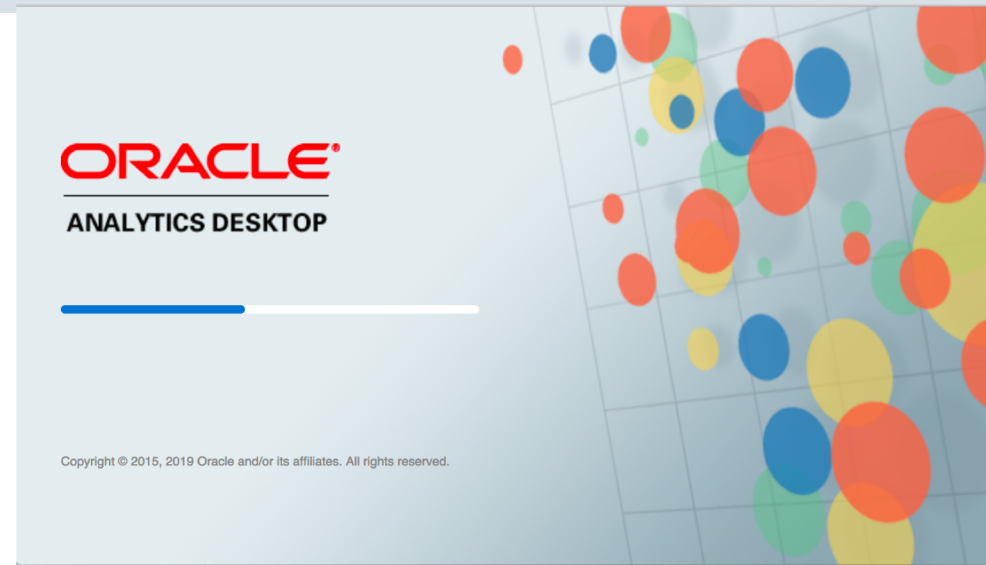 ORACLE®
ANALYTICS DESKTOP
Copyright © 2015, 2019 Oracle and/or its affiliates. All rights reserved.